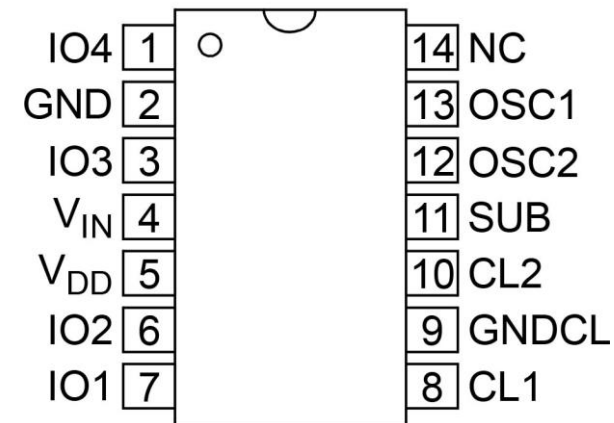 IO4 1 14 NC
GND 2 13 OSC1
IO3 3 12 OSC2
VIN 4 11 SUB
VDD 5 10 CL2
IO2 6 9 GNDCL
IO1 7 8 CL1